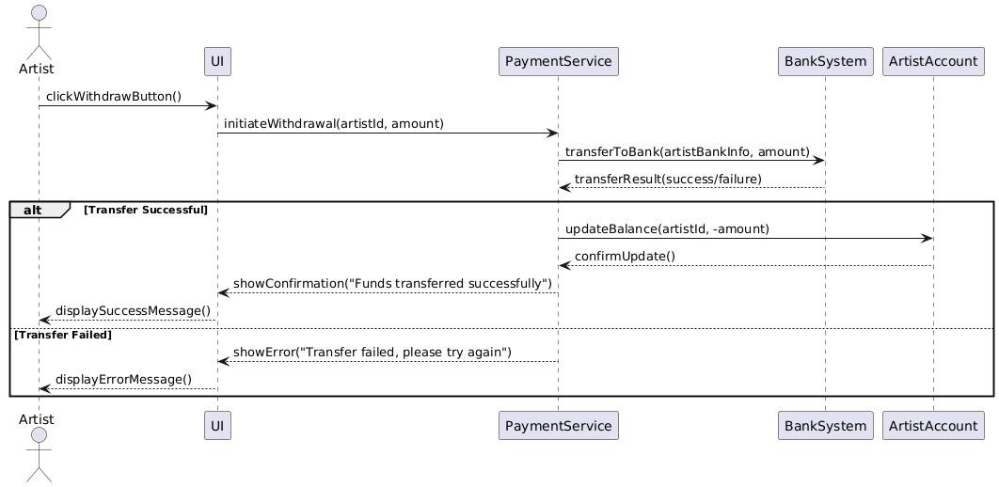 Artist
UI
PaymentService
BankSystem
ArtistAccount
clickWithdrawButton()
initiateWithdrawal(artistId, amount)
transferToBank(artistBankInfo, amount)
transferResult(success/failure)
alt [Transfer Successful]
updateBalance(artistId, -amount)
confirmUpdate()
showConfirmation("Funds transferred successfully")
displaySuccessMessage()
[Transfer Failed]
showError("Transfer failed, please try again")
displayErrorMessage()
Artist
UI
PaymentService
BankSystem
ArtistAccount